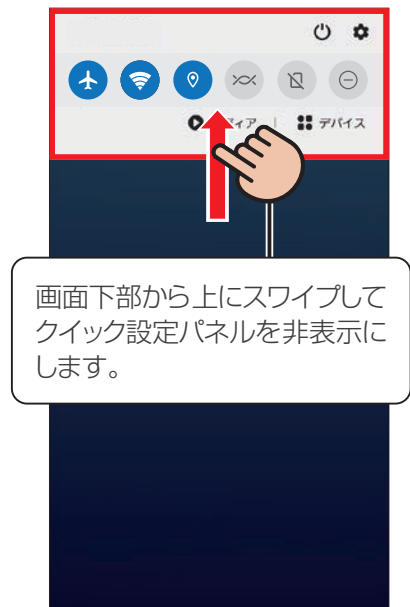 ディア | デバイス
画面下部から上にスワイプして
クイック設定パネルを非表示に
します。